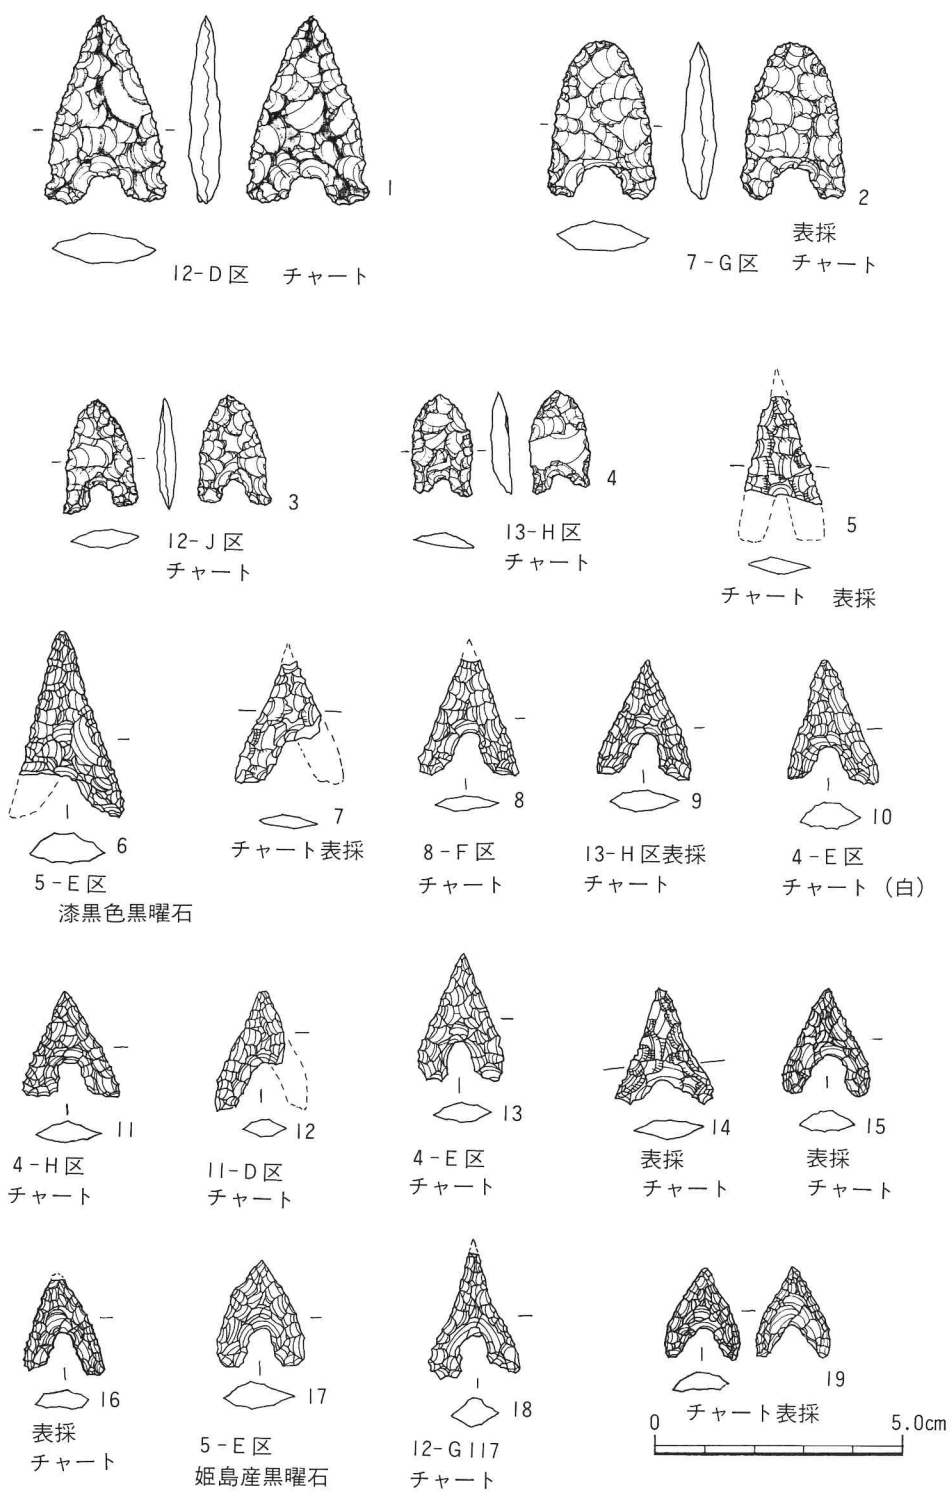 1
12-D区 チャート
2
表採
7-G区 チャート
3
12-J区
チャート
4
13-H区
チャート
5
チャート 表採
6
5-E区
漆黒色黒曜石
7
チャート表採
8
8-F区
チャート
9
13-H区表採
チャート
10
4-E区
チャート(白)
11
4-H区
チャート
12
11-D区
チャート
13
4-E区
チャート
14
表採
チャート
15
表採
チャート
16
表採
チャート
17
5-E区
姫島産黒曜石
18
12-G117
チャート
19
チャート表採
0 5.0cm